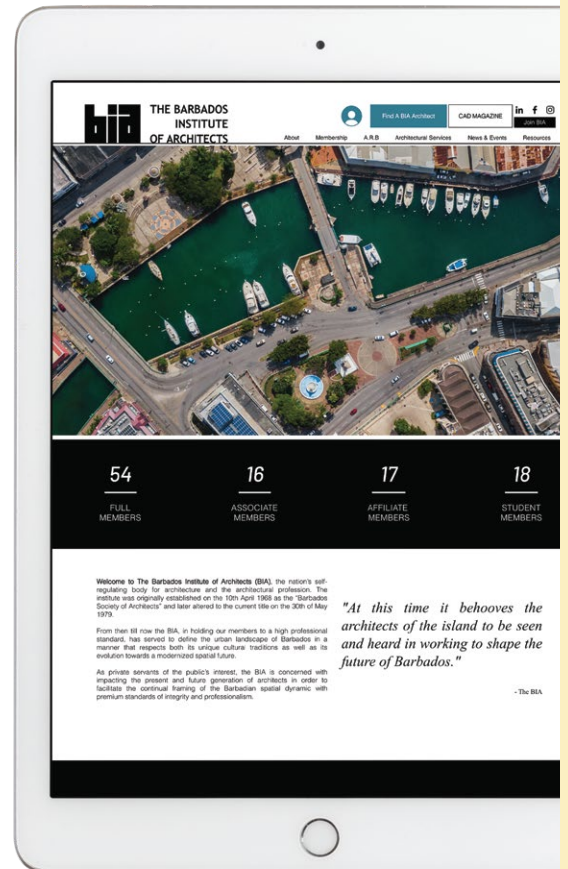 bia
THE BARBADOS
INSTITUTE
OF ARCHITECTS
Find A BIA Architect
CAD MAGAZINE
in f
Join BIA
About Membership A.R.B Architectural Services News & Events Resources
54
FULL
MEMBERS
16
ASSOCIATE
MEMBERS
17
AFFILIATE
MEMBERS
18
STUDENT
MEMBERS
Welcome to The Barbados Institute of Architects (BIA), the nation's self-
regulating body for architecture and the architectural profession. The
institute was originally established on the 10th April 1968 as the "Barbados
Society of Architects" and later altered to the current title on the 30th of May
1979.
From then till now the BIA, in holding our members to a high professional
standard, has served to define the urban landscape of Barbados in a
manner that respects both its unique cultural traditions as well as its
evolution towards a modernized spatial future.
As private servants of the public's interest, the BIA is concerned with
impacting the present and future generation of architects in order to
facilitate the continual framing of the Barbadian spatial dynamic with
premium standards of integrity and professionalism.
"At this time it behooves the
architects of the island to be seen
and heard in working to shape the
future of Barbados."
- The BIA